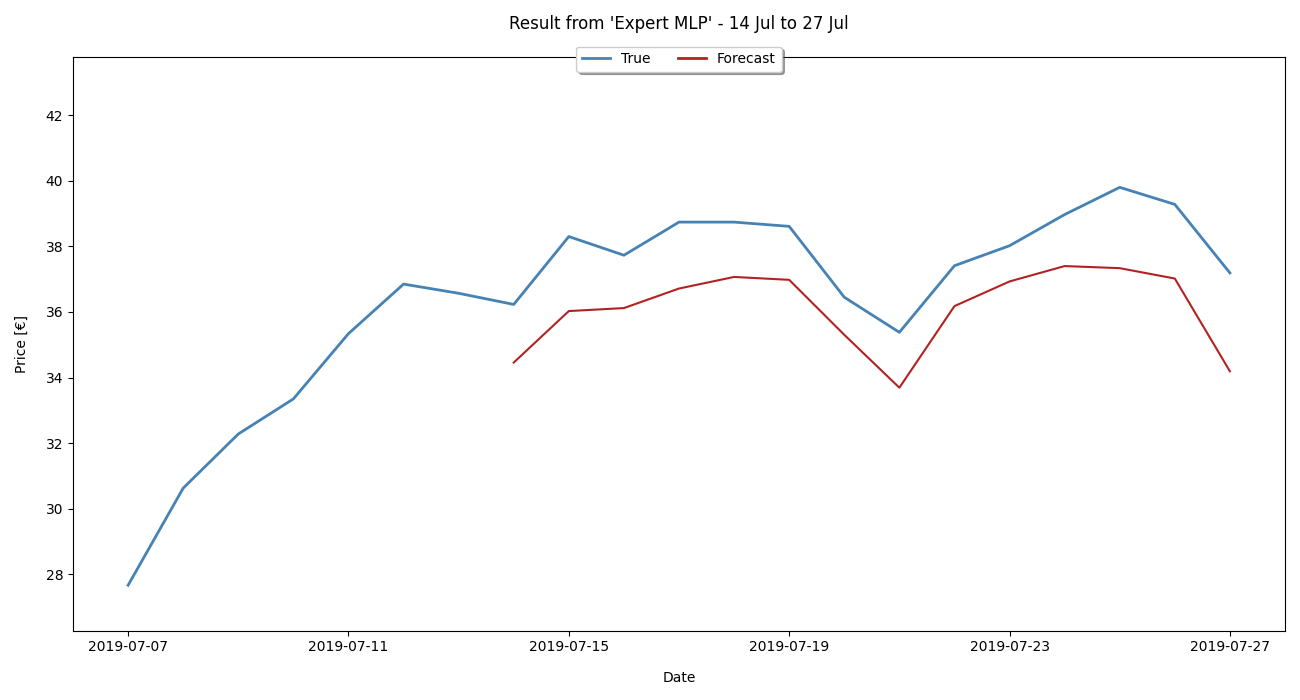 Result from 'Expert MLP' - 14 Jul to 27 Jul
True Forecast
42
40
38
36
34
32
30
28
Price [€]
2019-07-07 2019-07-11 2019-07-15 2019-07-19 2019-07-23 2019-07-27
Date